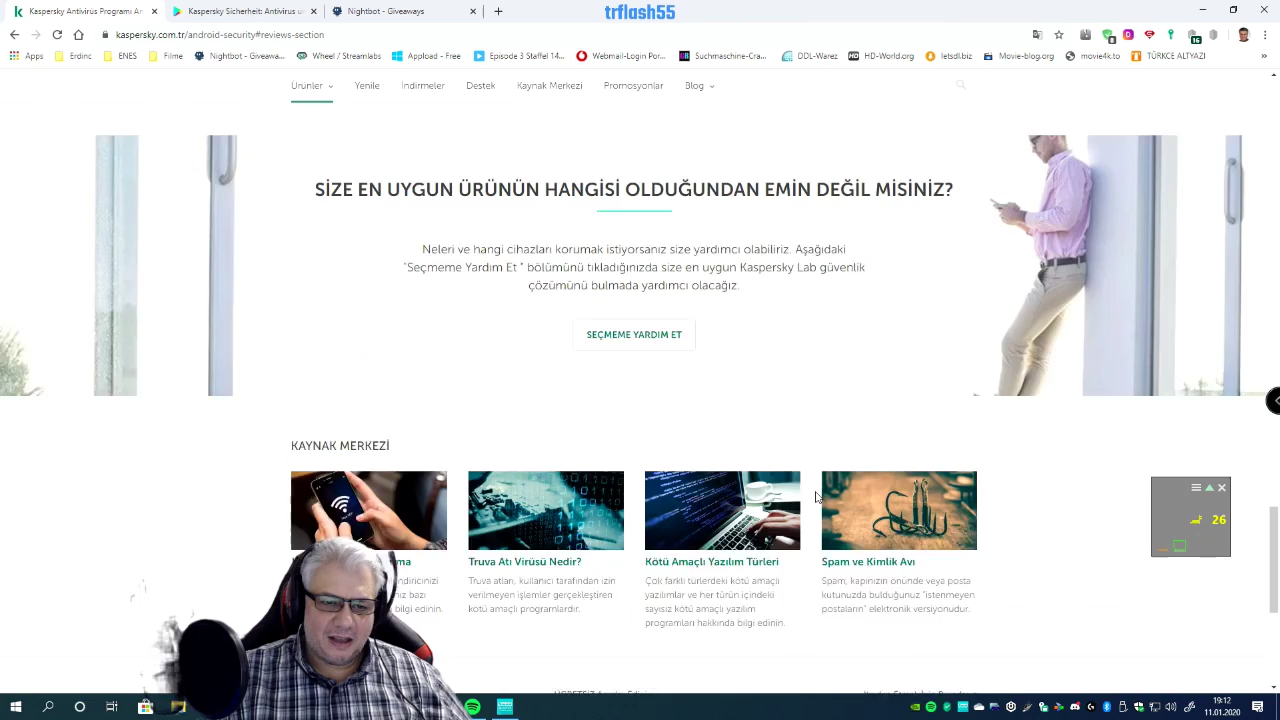 Kaspersky Antivirüs Programı An
Kaspersky Sicherheit: Antivirus u
Nightbot - Giveaways
trflash55
kaspersky.com.tr/android-security#reviews-section
Apps
Erdinc
ENES
Filme
Nightbot - Giveaw...
Wheel / Streamlabs
ktpload - Free
Episode 3 Staffel 14...
Webmail-Login Por...
Suchmaschine-Cra...
DDL-Warez
HD-World.org
letsdl.biz
Movie-blog.org
movie4k.to
TÜRKCE ALTYAZI
Ürünler
Yenile
İndirmeler
Destek
Kaynak Merkezi
Promosyonlar
Blog
SİZE EN UYGUN ÜRÜNÜN HANGİSİ OLDUĞUNDAN EMİN DEĞİL MİSİNİZ?
Neleri ve hangi cihazları korumak istiyorsanız size yardımcı olabiliriz. Aşağıdaki
"Seçmeme Yardım Et " bölümünü tıkladığınızda size en uygun Kaspersky Lab güvenlik
çözümünü bulmada yardımcı olacağız.
SEÇMEME YARDIM ET
KAYNAK MERKEZİ
26
Truva Atı Virüsü Nedir?
Truva atları, kullanıcı tarafından izin
verilmeyen işlemler gerçekleştiren
kötü amaçlı programlardır.
Kötü Amaçlı Yazılım Türleri
Çok farklı türlerdeki kötü amaçlı
yazılımlar ve her türün içindeki
sayısız kötü amaçlı yazılım
programları hakkında bilgi edinin.
Spam ve Kimlik Avı
Spam; kapınızın önünde veya posta
kutunuzda bulduğunuz "istenmeyen
postaların" elektronik versiyonudur.
bilgi edinin.
19:12
11.01.2020